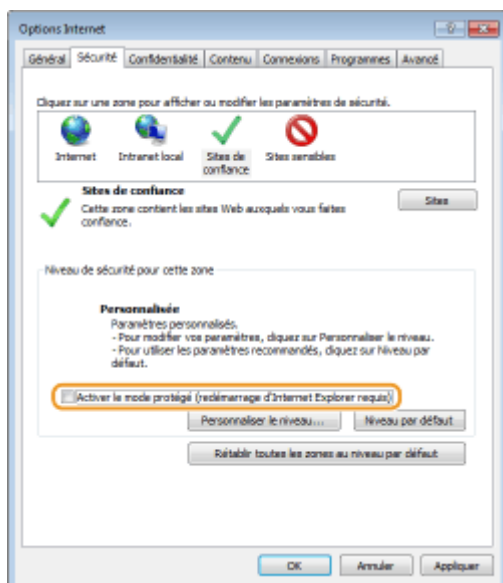 Options Internet
Général Sécurité Confidentialité Contenu Connexions Programmes Avancé
Cliquez sur une zone pour afficher ou modifier les paramètres de sécurité.
Internet Intranet local Sites de confiance Sites sensibles
Sites de confiance
Sites
Cette zone contient les sites Web auxquels vous faites
confiance.
Niveau de sécurité pour cette zone
Personnalisée
Paramètres personnalisés.
- Pour modifier vos paramètres, cliquez sur Personnaliser le niveau.
- Pour utiliser les paramètres recommandés, cliquez sur Niveau par
défaut.
Activer le mode protégé (redémarrage d'Internet Explorer requis)
Personnaliser le niveau... Niveau par défaut
Rétablir toutes les zones au niveau par défaut
OK Annuler Appliquer